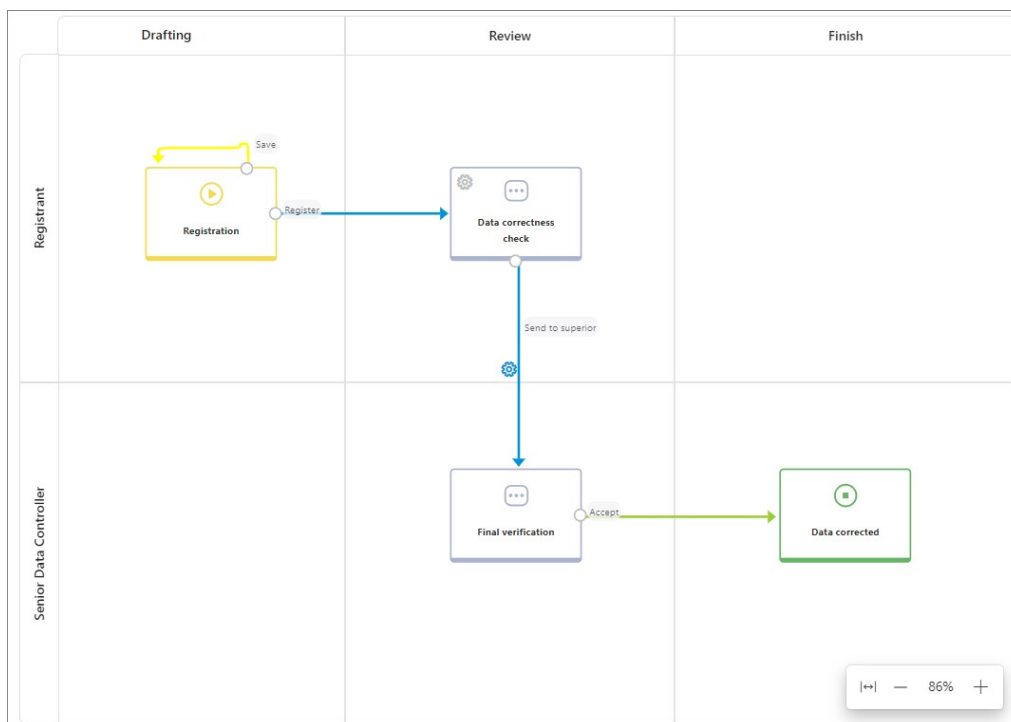 Drafting
Review
Finish
Registrant
Save
Register
Registration
Data correctness
check
Send to superior
Senior Data Controller
Final verification
Accept
Data corrected
86%